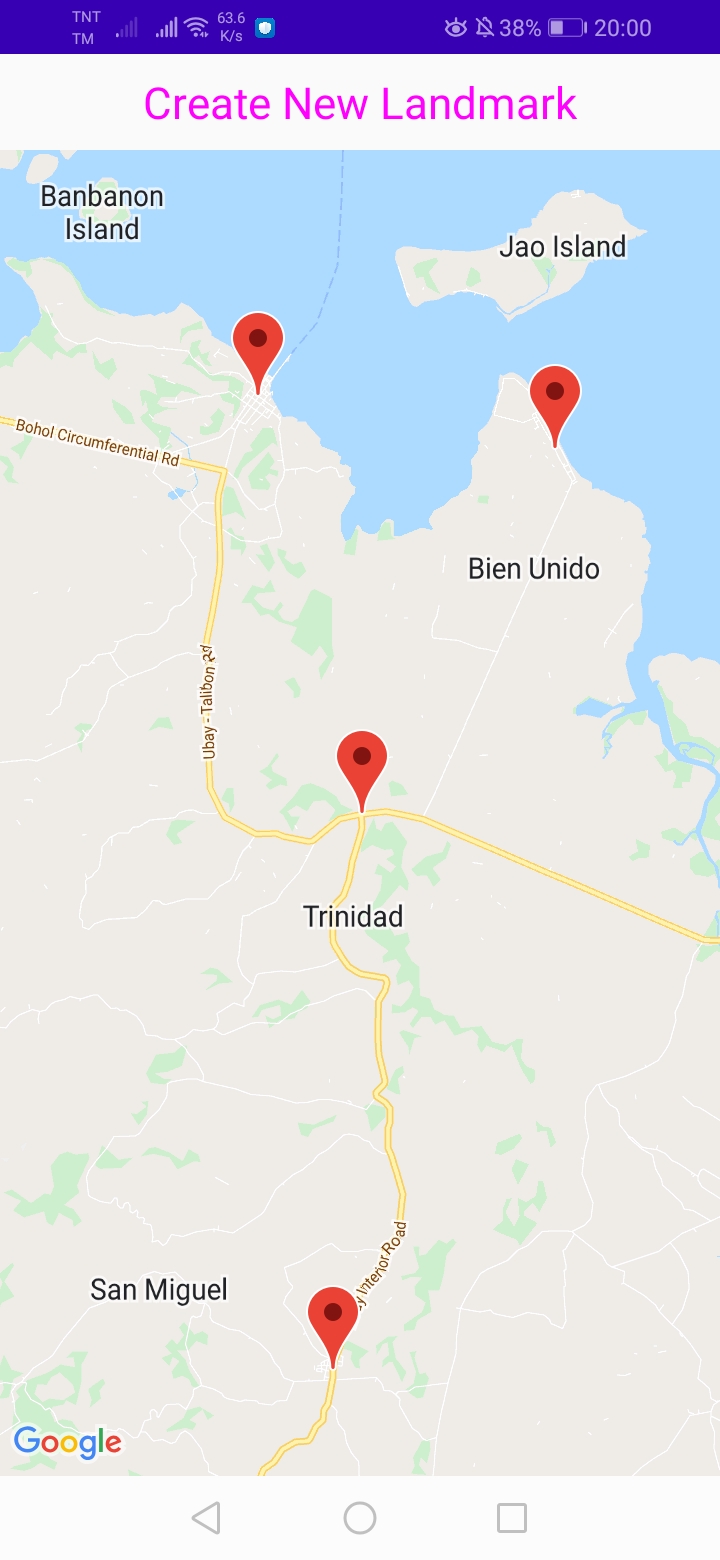 TNT
TM
63.6
K/s
38%
20:00
Create New Landmark
Banbanon
Island
Jao Island
Bohol Circumferential Rd
Bien Unido
Ubay - Talibon Rd
Trinidad
Interior Road
San Miguel
Google